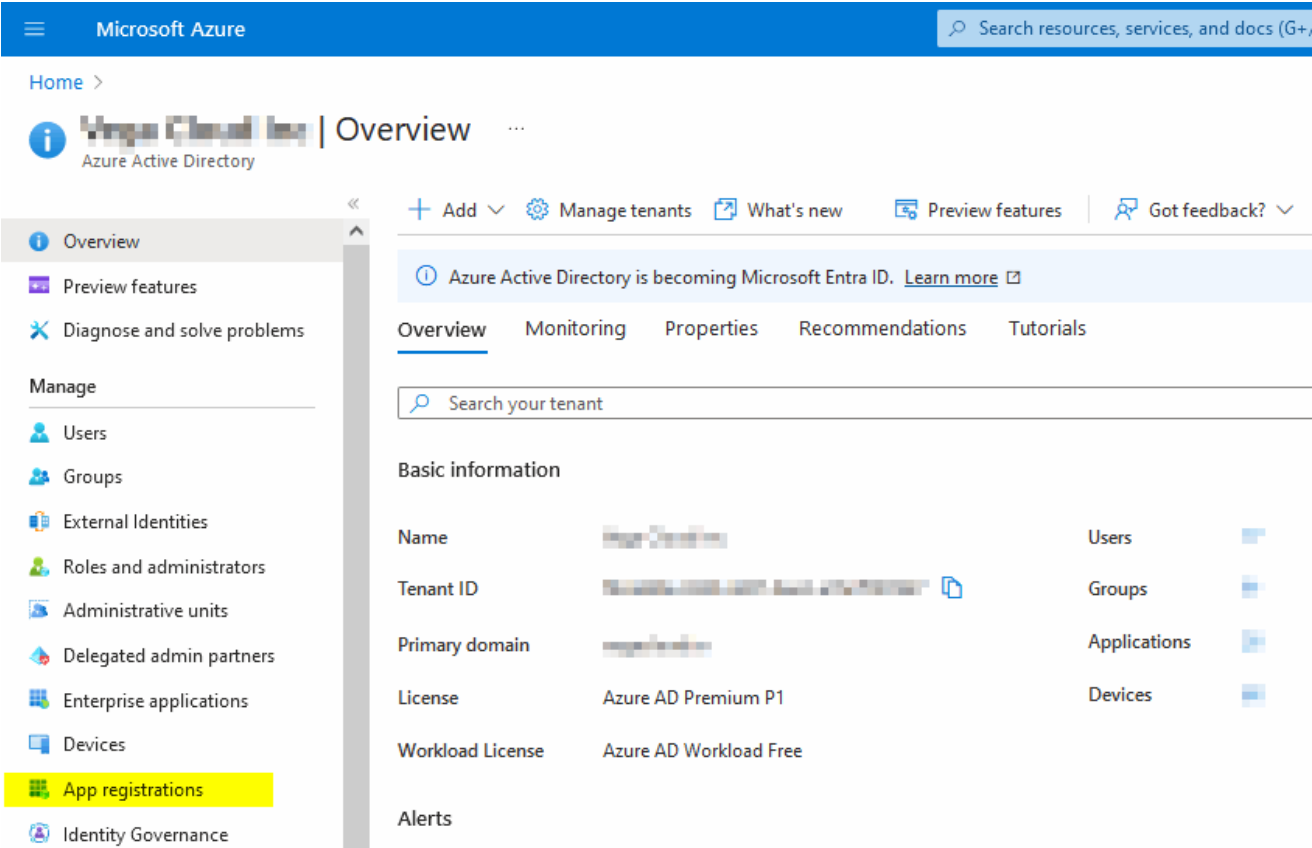 Microsoft Azure
Search resources, services, and docs (G+/
Home >
| Overview ...
Azure Active Directory
«
Overview
Preview features
Diagnose and solve problems
Manage
Users
Groups
External Identities
Roles and administrators
Administrative units
Delegated admin partners
Enterprise applications
Devices
App registrations
Identity Governance
+ Add
Manage tenants
What's new
Preview features
Got feedback?
Azure Active Directory is becoming Microsoft Entra ID. Learn more
Overview
Monitoring
Properties
Recommendations
Tutorials
Search your tenant
Basic information
Name
Users
Tenant ID
Groups
Primary domain
Applications
License
Azure AD Premium P1
Devices
Workload License
Azure AD Workload Free
Alerts